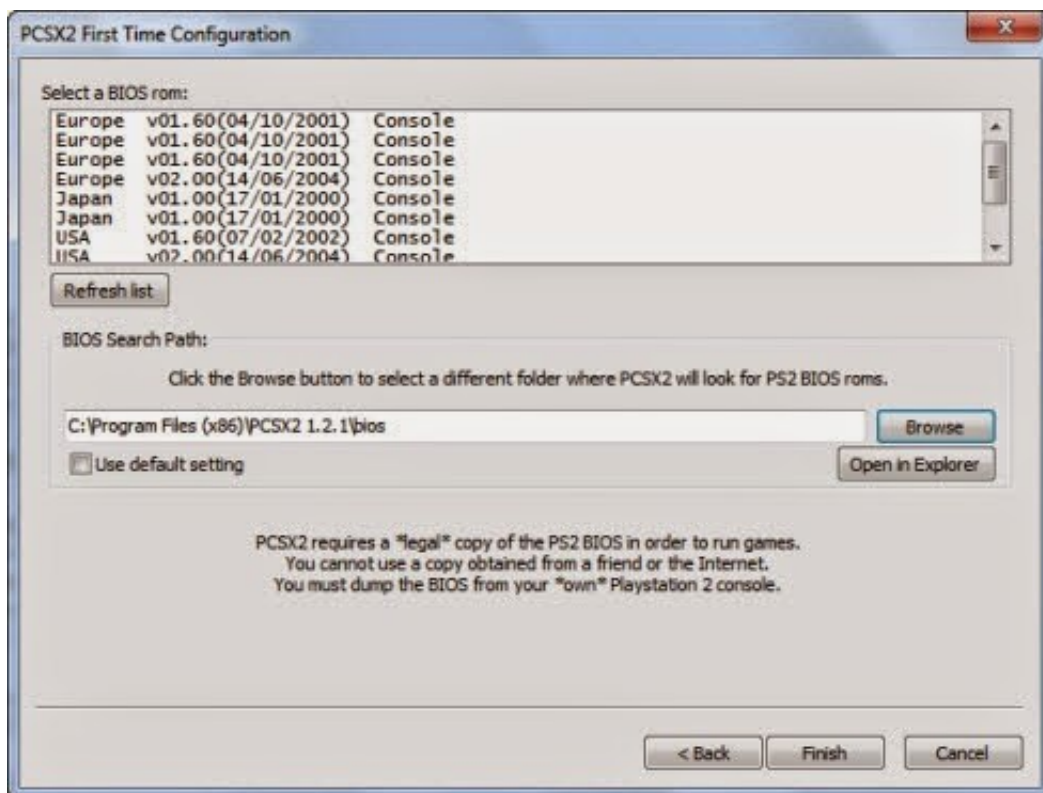 PCSX2 First Time Configuration
Select a BIOS rom:
Europe v01.60(04/10/2001) Console
Europe v01.60(04/10/2001) Console
Europe v01.60(04/10/2001) Console
Europe v02.00(14/06/2004) Console
Japan v01.00(17/01/2000) Console
Japan v01.00(17/01/2000) Console
USA v01.60(07/02/2002) Console
USA v02.00(14/06/2004) Console
Refresh list
BIOS Search Path:
Click the Browse button to select a different folder where PCSX2 will look for PS2 BIOS roms.
C:\Program Files (x86)\PCSX2 1.2.1\bios
Browse
Use default setting
Open in Explorer
PCSX2 requires a *legal* copy of the PS2 BIOS in order to run games.
You cannot use a copy obtained from a friend or the Internet.
You must dump the BIOS from your *own* Playstation 2 console.
< Back
Finish
Cancel